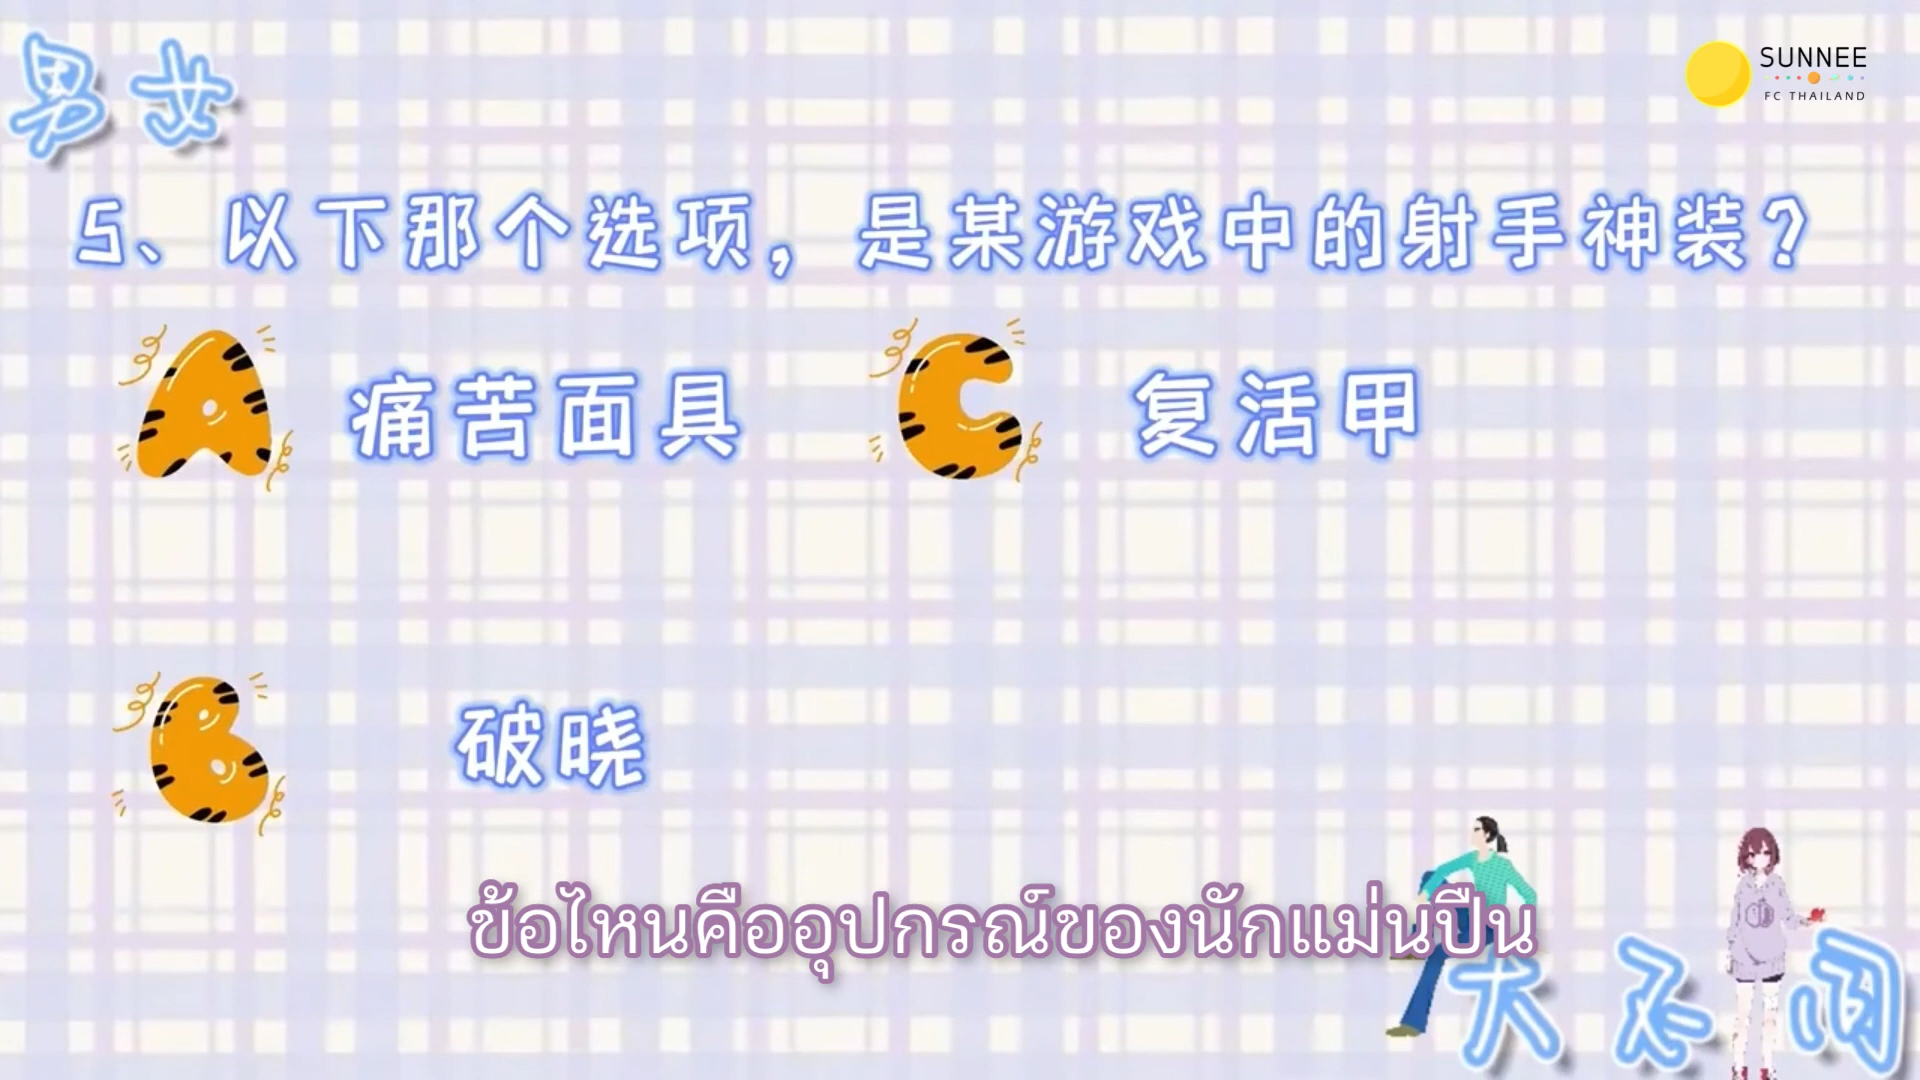 男女
SUNNEE
FC THAILAND
5、以下那个选项，是某游戏中的射手神装？
A 痛苦面具
C 复活甲
B 破晓
ข้อไหนคืออุปกรณ์ของนักแม่นปืน
大不同